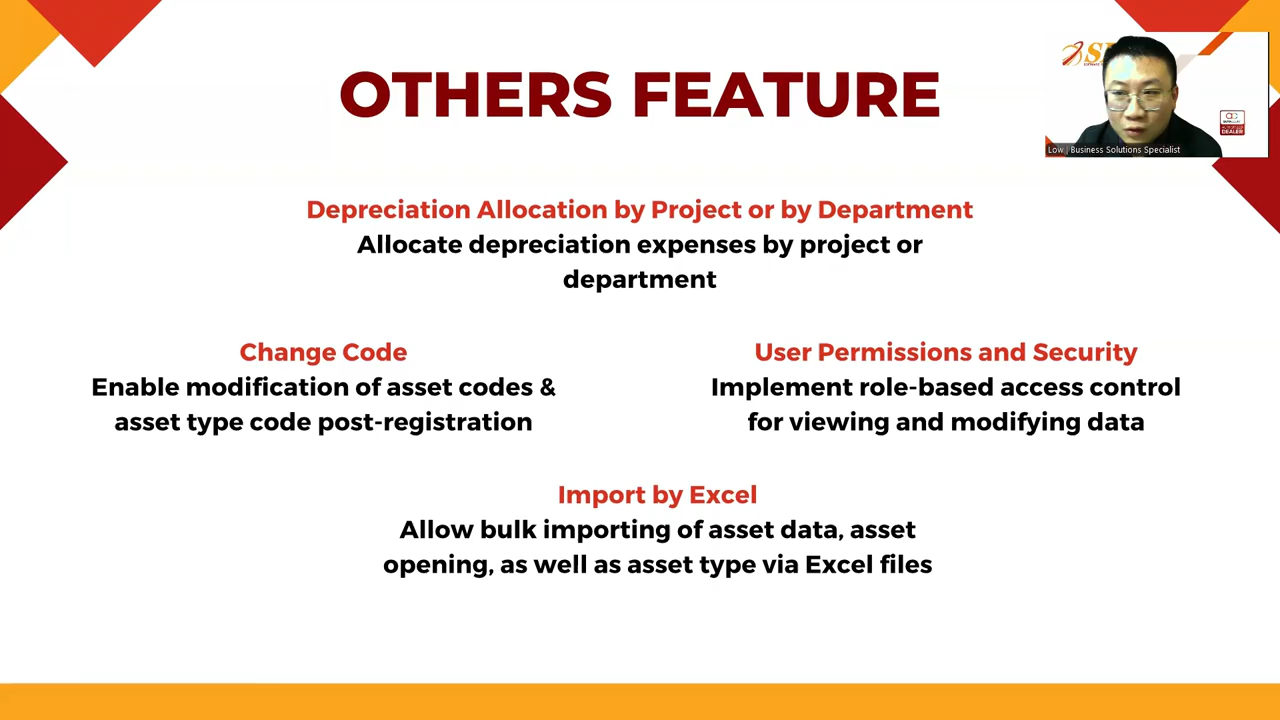 OTHERS FEATURE
Low | Business Solutions Specialist
DEALER
Depreciation Allocation by Project or by Department
Allocate depreciation expenses by project or
department
Change Code
Enable modification of asset codes &
asset type code post-registration
User Permissions and Security
Implement role-based access control
for viewing and modifying data
Import by Excel
Allow bulk importing of asset data, asset
opening, as well as asset type via Excel files